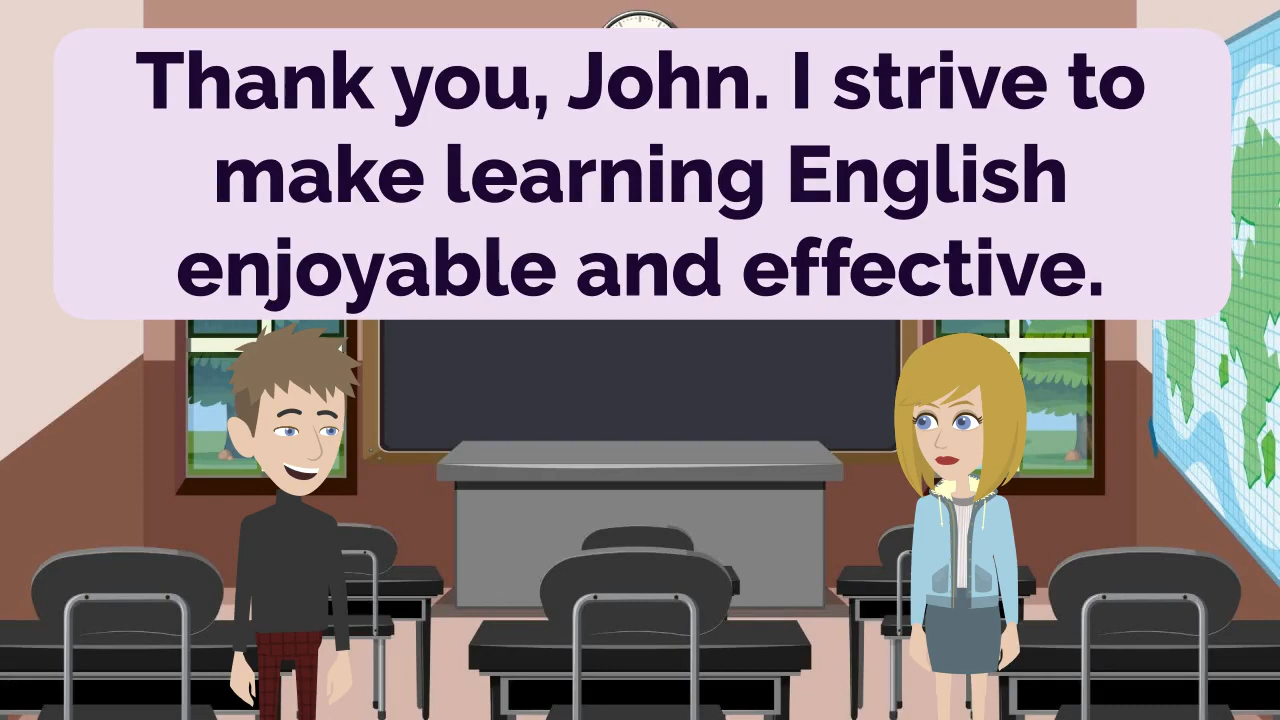 Thank you, John. I strive to
make learning English
enjoyable and effective.